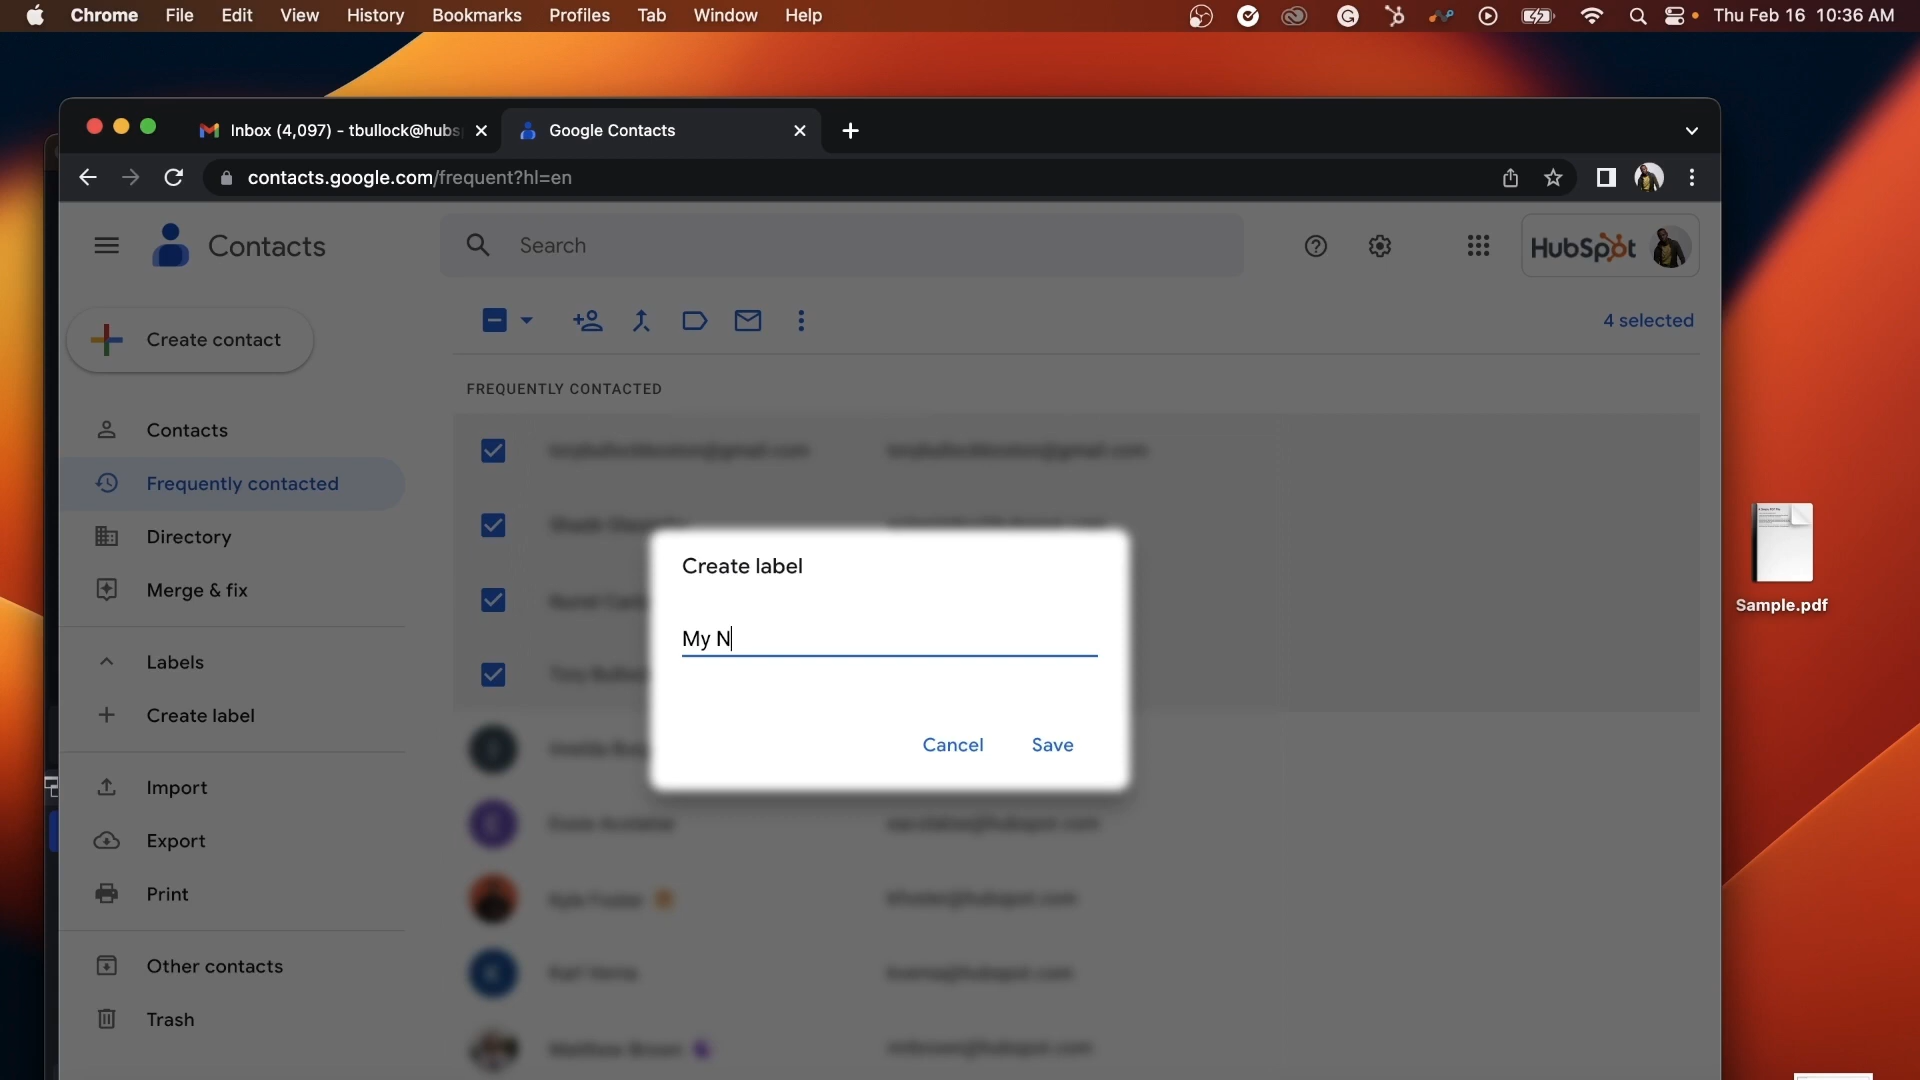 Chrome File Edit View History Bookmarks Profiles Tab Window Help Thu Feb 16 10:36 AM
Inbox (4,097) - tbullock@hubs Google Contacts
contacts.google.com/frequent?hl=en
Contacts
Search
HubSpot
Create contact
4 selected
FREQUENTLY CONTACTED
Contacts
Frequently contacted
Directory
Merge & fix
Labels
Create label
Import
Export
Print
Other contacts
Trash
Create label
My N
Cancel Save
Sample.pdf